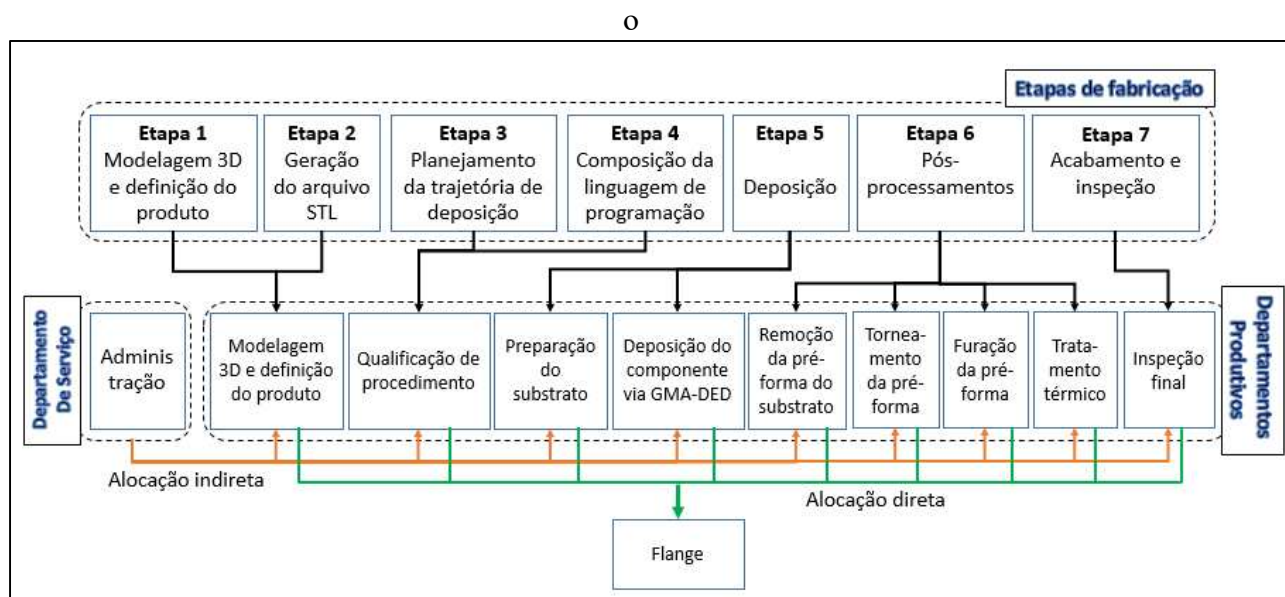 o
Etapas de fabricação
Etapa 1
Modelagem 3D
e definição do
produto
Etapa 2
Geração
do arquivo
STL
Etapa 3
Planejamento
da trajetória de
deposição
Etapa 4
Composição da
linguagem de
programação
Etapa 5
Deposição
Etapa 6
Pós-
processamentos
Etapa 7
Acabamento e
inspeção
Departamento
De Serviço
Adminis
tração
Modelagem
3D e definição
do produto
Qualificação de
procedimento
Preparação
do
substrato
Deposição do
componente
via GMA-DED
Remoção
da pré-
forma do
substrato
Tornea-
mento
da pré-
forma
Furação
da pré-
forma
Trata-
mento
térmico
Inspeção
final
Departamentos
Produtivos
Alocação indireta
Alocação direta
Flange